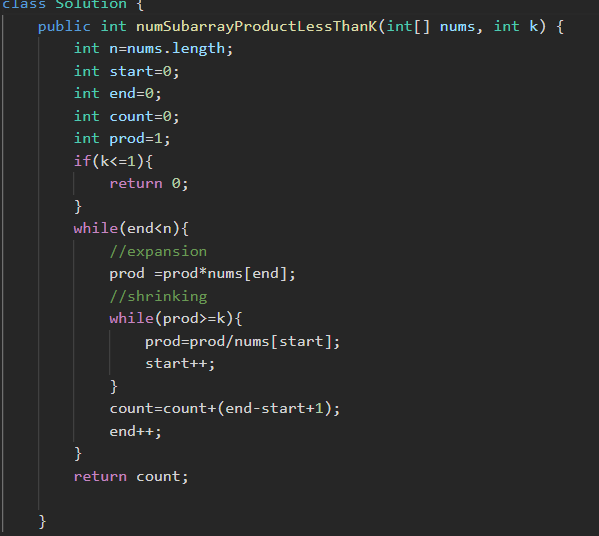 class Solution {
    public int numSubarrayProductLessThanK(int[] nums, int k) {
        int n=nums.length;
        int start=0;
        int end=0;
        int count=0;
        int prod=1;
        if(k<=1){
            return 0;
        }
        while(end<n){
            //expansion
            prod =prod*nums[end];
            //shrinking
            while(prod>=k){
                prod=prod/nums[start];
                start++;
            }
            count=count+(end-start+1);
            end++;
        }
        return count;
    }